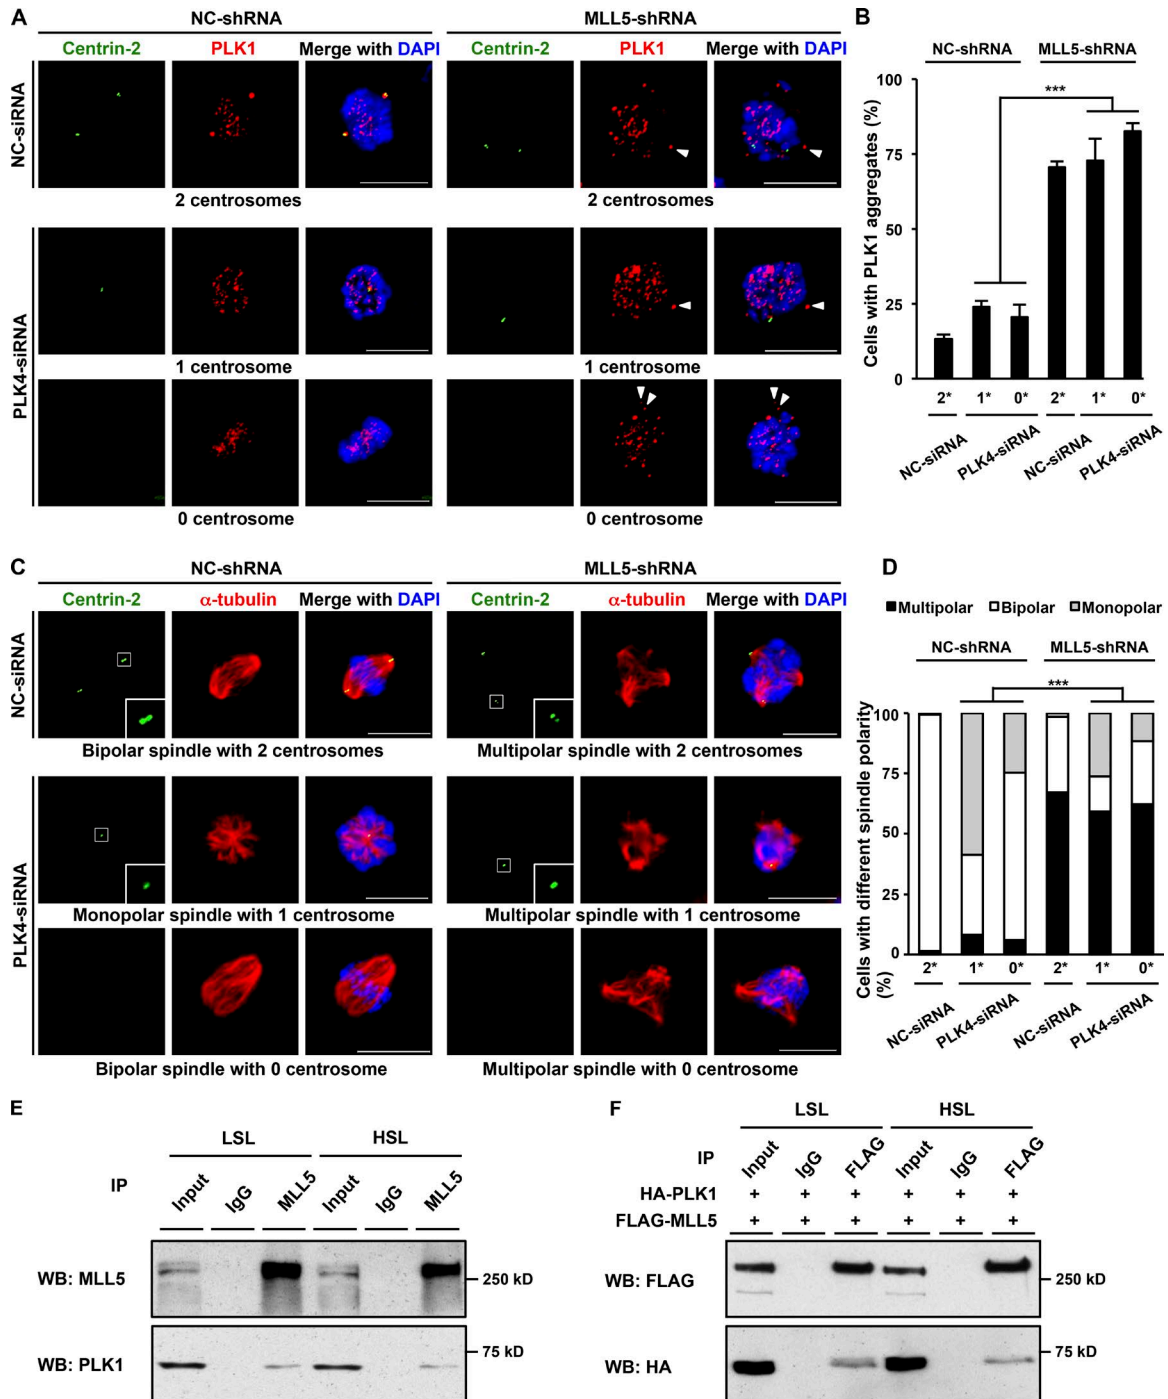 A
NC-shRNA
MLL5-shRNA
Centrin-2 PLK1 Merge with DAPI Centrin-2 PLK1 Merge with DAPI
NC-siRNA
2 centrosomes
2 centrosomes
PLK4-siRNA
1 centrosome
1 centrosome
0 centrosome
0 centrosome
B
NC-shRNA MLL5-shRNA
Cells with PLK1 aggregates (%)
100
75
50
25
0
***
2* 1* 0* 2* 1* 0*
NC-siRNA PLK4-siRNA NC-siRNA PLK4-siRNA
C
NC-shRNA
MLL5-shRNA
Centrin-2 α-tubulin Merge with DAPI Centrin-2 α-tubulin Merge with DAPI
NC-siRNA
Bipolar spindle with 2 centrosomes
Multipolar spindle with 2 centrosomes
PLK4-siRNA
Monopolar spindle with 1 centrosome
Multipolar spindle with 1 centrosome
Bipolar spindle with 0 centrosome
Multipolar spindle with 0 centrosome
D
Multipolar Bipolar Monopolar
NC-shRNA MLL5-shRNA
***
Cells with different spindle polarity
(%)
100
75
50
25
0
2* 1* 0* 2* 1* 0*
NC-siRNA PLK4-siRNA NC-siRNA PLK4-siRNA
E
LSL HSL
IP Input IgG MLL5 Input IgG MLL5
WB: MLL5 250 kD
WB: PLK1 75 kD
F
LSL HSL
IP Input IgG FLAG Input IgG FLAG
HA-PLK1 + + + + + +
FLAG-MLL5 + + + + + +
WB: FLAG 250 kD
WB: HA 75 kD